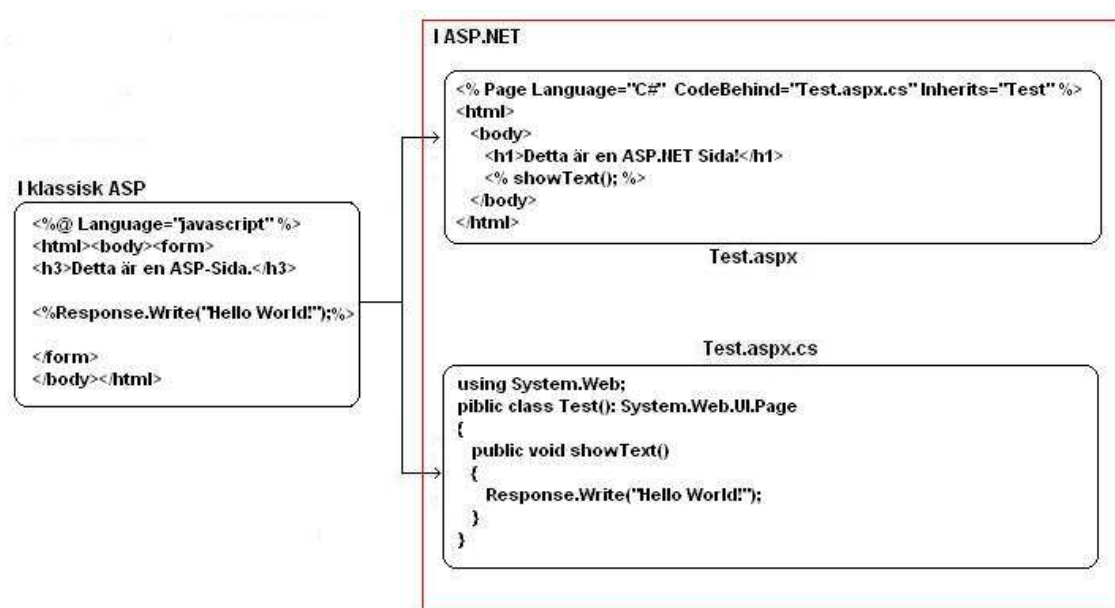 I klassisk ASP
<%@ Language="javascript" %>
<html><body><form>
<h3>Detta är en ASP-Sida.</h3>
<%Response.Write("Hello World!");%>
</form>
</body></html>
I ASP.NET
<% Page Language="C#" CodeBehind="Test.aspx.cs" Inherits="Test" %>
<html>
<body>
<h1>Detta är en ASP.NET Sida!</h1>
<% showText(); %>
</body>
</html>
Test.aspx
Test.aspx.cs
using System.Web;
piblic class Test(): System.Web.UI.Page
{
public void showText()
{
Response.Write("Hello World!");
}
}